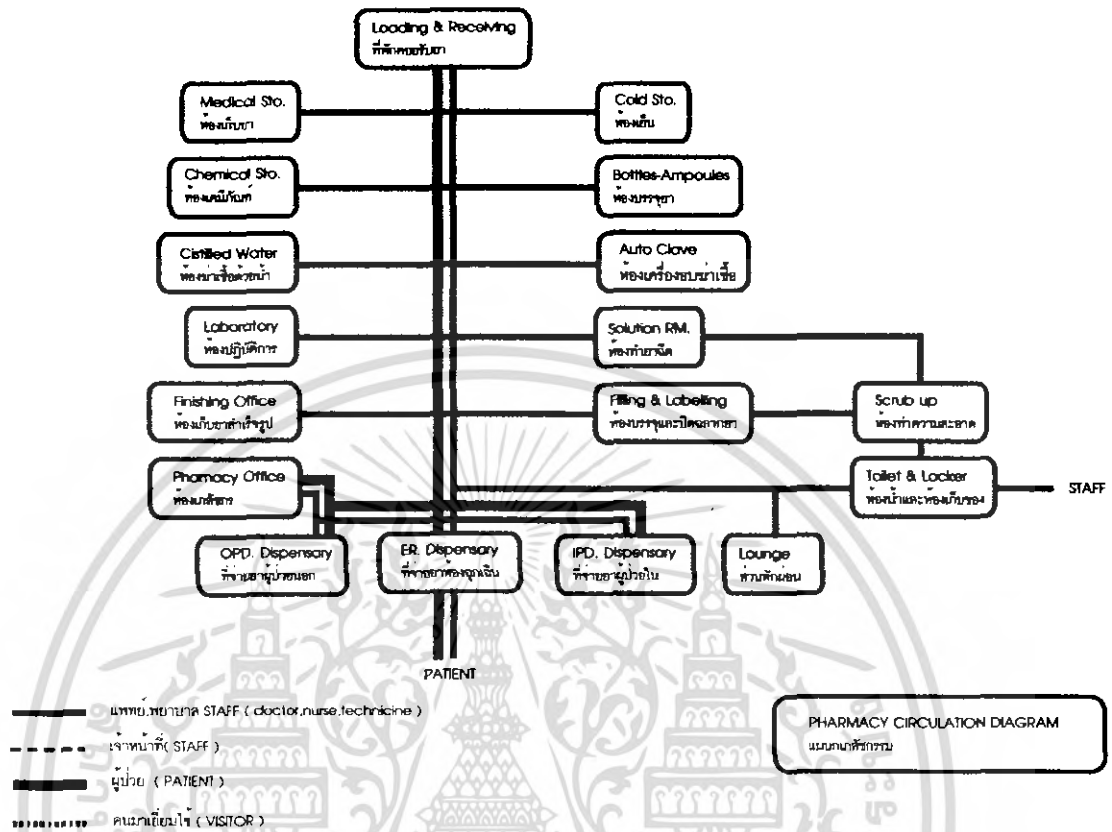 Loading & Receiving
ที่พักคอยรับยา
Medical Sto.
ห้องเก็บยา
Cold Sto.
ห้องเย็น
Chemical Sto.
ห้องเคมีภัณฑ์
Bottles-Ampoules
ห้องบรรจุยา
Cistilled Water
ห้องฆ่าเชื้อด้วยน้ำ
Auto Clave
ห้องเครื่องอบฆ่าเชื้อ
Laboratory
ห้องปฏิบัติการ
Solution RM.
ห้องทำยาฉีด
Finishing Office
ห้องเก็บยาสำเร็จรูป
Filling & Labelling
ห้องบรรจุและปิดฉลากยา
Scrub up
ห้องทำความสะอาด
Phamacy Office
ห้องเภสัชกร
Toilet & Locker
ห้องน้ำและห้องเก็บของ
STAFF
OPD. Dispensary
ที่จ่ายยาผู้ป่วยนอก
ER. Dispensary
ที่จ่ายยาห้องฉุกเฉิน
IPD. Dispensary
ที่จ่ายยาผู้ป่วยใน
Lounge
ส่วนพักผ่อน
PATIENT
แพทย์,พยาบาล STAFF ( doctor,nurse,technicine )
เจ้าหน้าที่( STAFF )
ผู้ป่วย ( PATIENT )
คนมาเยี่ยมไข้ ( VISITOR )
PHARMACY CIRCULATION DIAGRAM
แผนกเภสัชกรรม